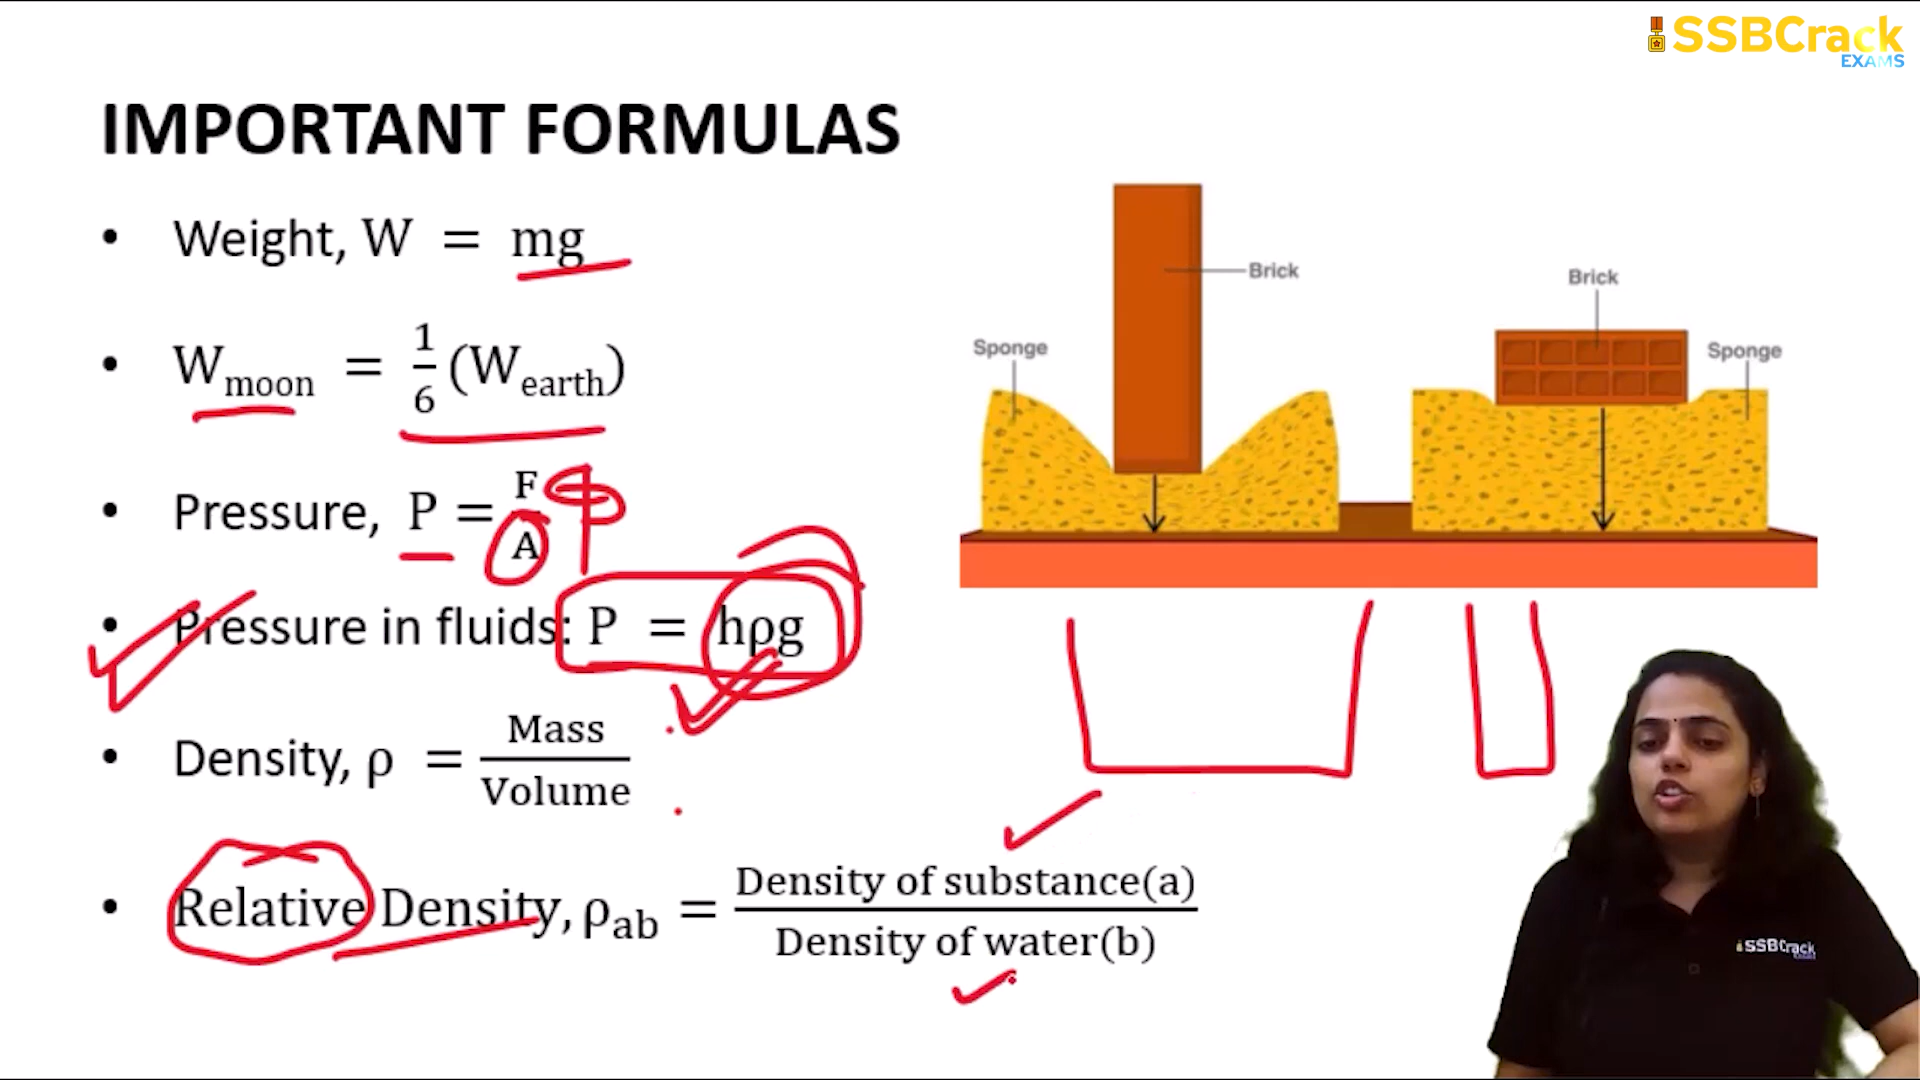 SSBCrack
EXAMS
IMPORTANT FORMULAS
• Weight, W = mg
• W_moon = 1/6 (W_earth)
• Pressure, P = F/A
• Pressure in fluids: P = hρg
• Density, ρ = Mass/Volume
• Relative Density, ρ_ab = Density of substance(a)/Density of water(b)
Brick
Brick
Sponge
Sponge
SSBCrack
EXAMS